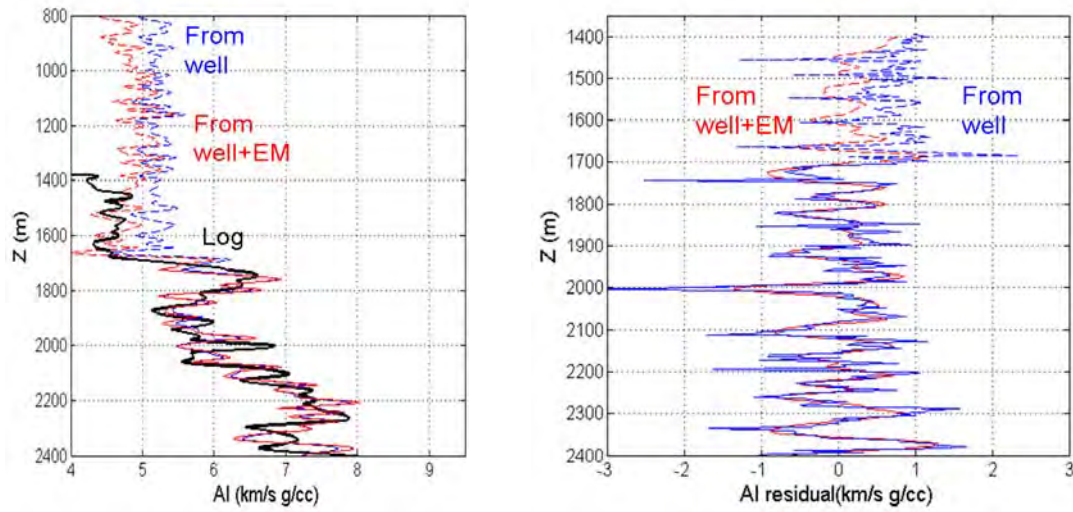 800
1000
1200
1400
1600
1800
2000
2200
2400
Z (m)
4
5
6
7
8
9
AI (km/s g/cc)
From
well
From
well+EM
Log
1400
1500
1600
1700
1800
1900
2000
2100
2200
2300
2400
Z (m)
-3
-2
-1
0
1
2
3
AI residual(km/s g/cc)
From
well+EM
From
well